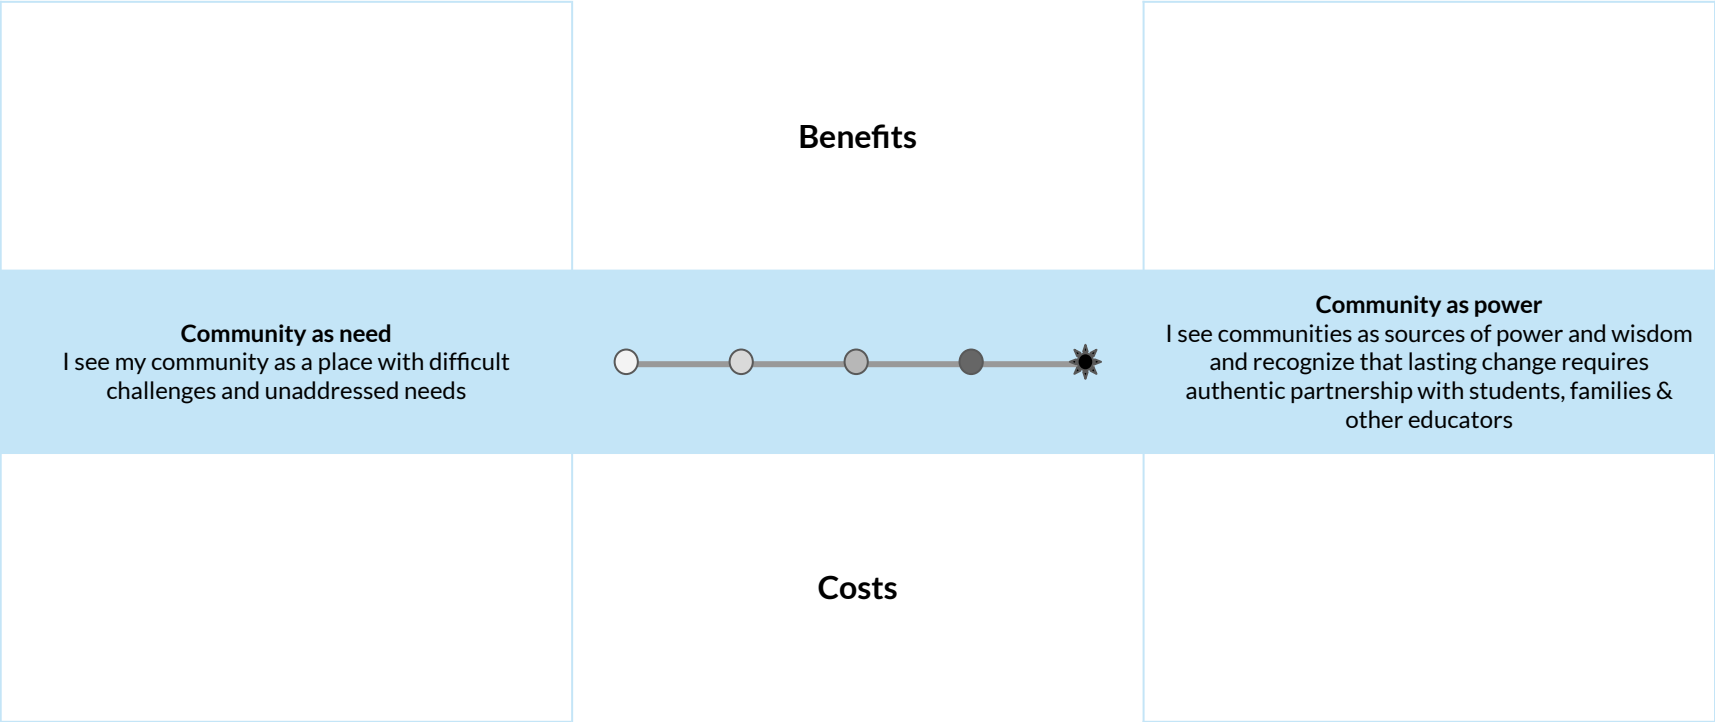 Benefits
Community as need
I see my community as a place with difficult
challenges and unaddressed needs
Community as power
I see communities as sources of power and wisdom
and recognize that lasting change requires
authentic partnership with students, families &
other educators
Costs